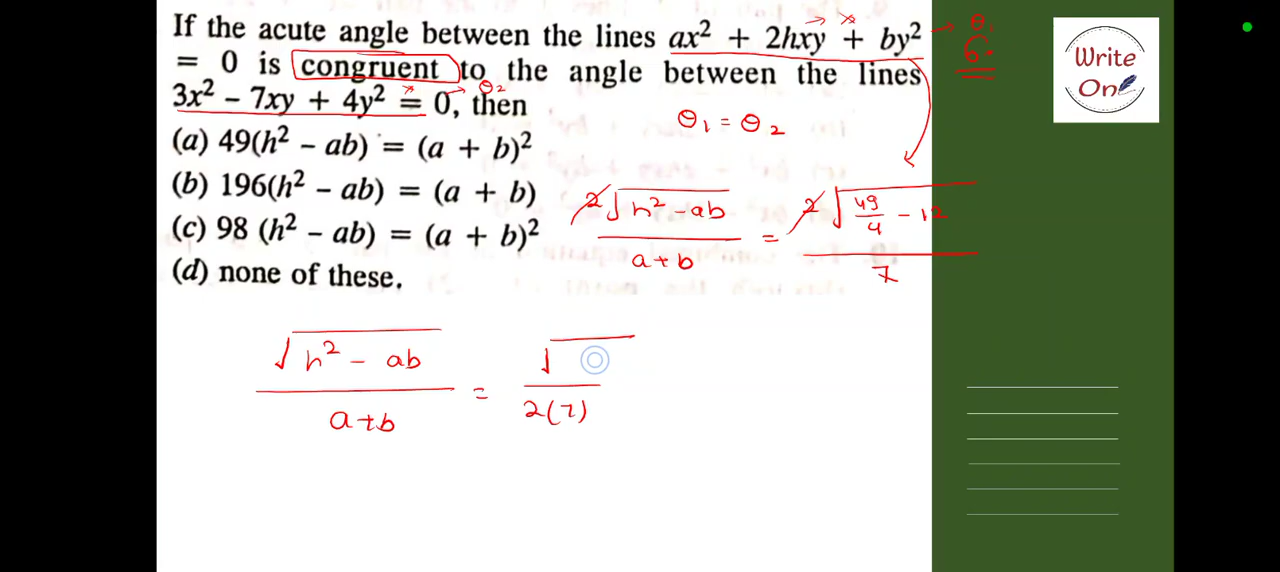 If the acute angle between the lines ax² + 2hxy + by² → θ₁
= 0 is congruent to the angle between the lines
3x² − 7xy + 4y² = 0, then → θ₂
θ₁ = θ₂
(a) 49(h² − ab) = (a + b)²
(b) 196(h² − ab) = (a + b)
(c) 98 (h² − ab) = (a + b)²
(d) none of these.
2√(h² − ab) / (a + b) = 2√(49/4 − 12) / 7
√(h² − ab) / (a + b) = √ / 2(7)
Write
On